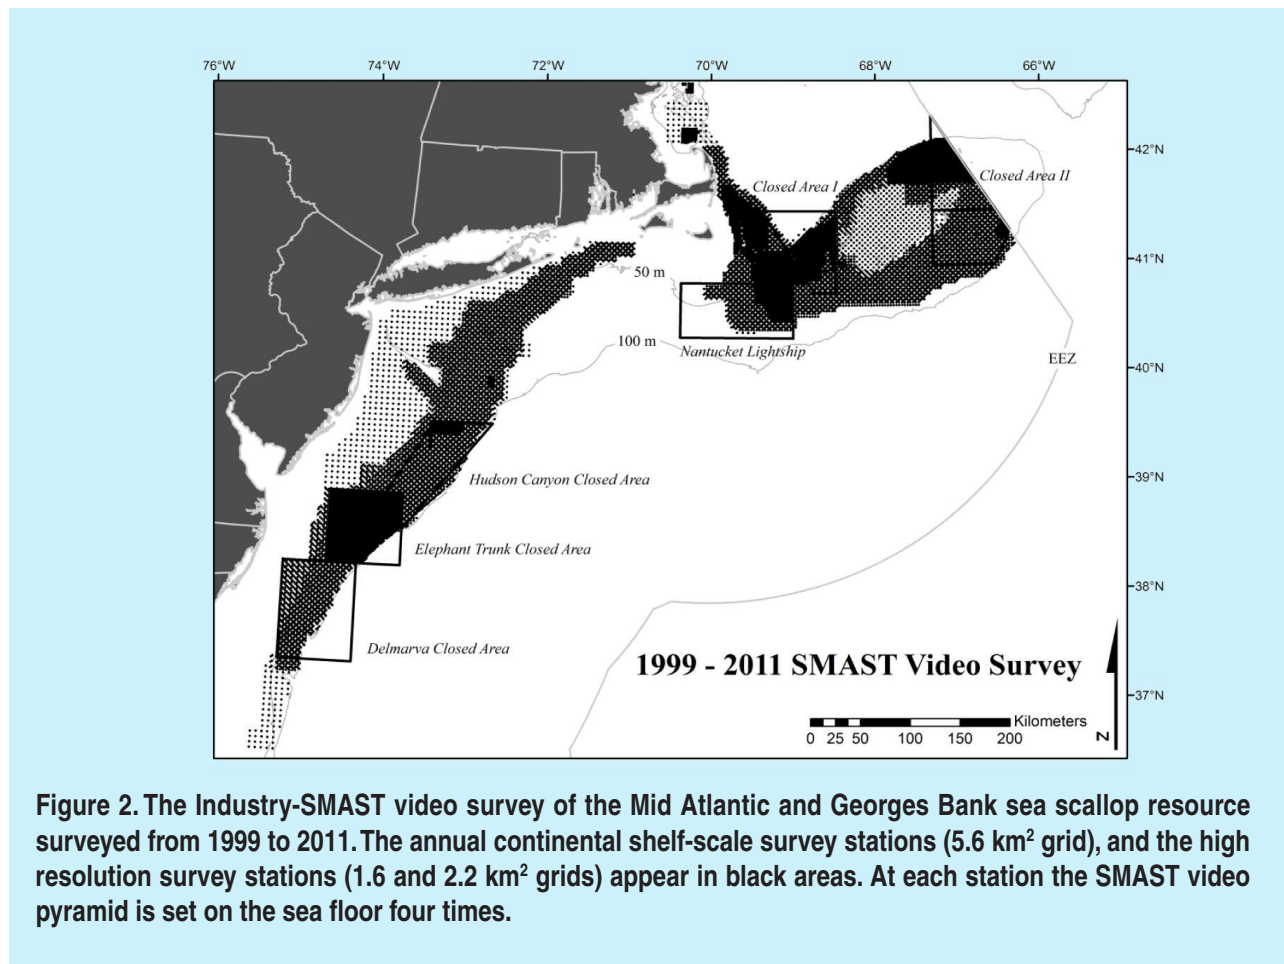 76°W 74°W 72°W 70°W 68°W 66°W
42°N
Closed Area I
Closed Area II
41°N
50 m
100 m
Nantucket Lightship
EEZ
40°N
39°N
Hudson Canyon Closed Area
Elephant Trunk Closed Area
38°N
Delmarva Closed Area
1999 - 2011 SMAST Video Survey
37°N
Kilometers
0 25 50 100 150 200
N
Figure 2. The Industry-SMAST video survey of the Mid Atlantic and Georges Bank sea scallop resource
surveyed from 1999 to 2011. The annual continental shelf-scale survey stations (5.6 km² grid), and the high
resolution survey stations (1.6 and 2.2 km² grids) appear in black areas. At each station the SMAST video
pyramid is set on the sea floor four times.